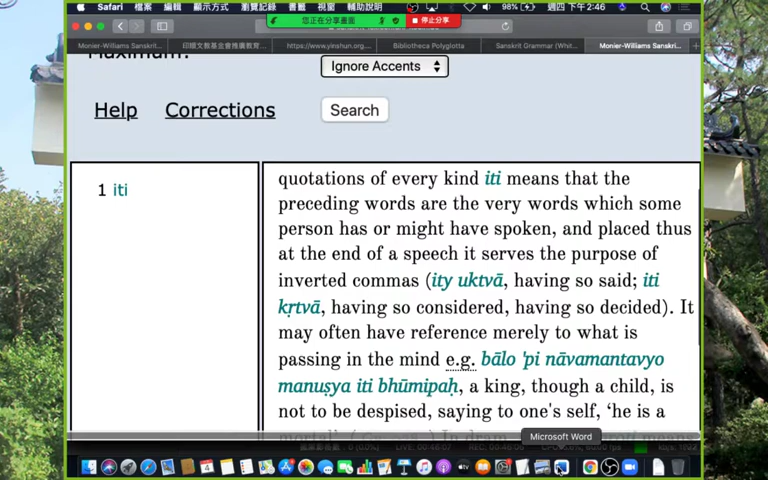 Safari 檔案 編輯 顯示方式 瀏覽記錄 書籤 視窗 輔助說明 98% 週四 下午2:46
您正在分享畫面 停止分享
Monier-Williams Sanskrit... 印順文教基金會推廣教育... https://www.yinshun.org.... Bibliotheca Polyglotta Sanskrit Grammar (Whit... Monier-Williams Sanskri...
Maximum:
Ignore Accents
Help Corrections Search
1 iti
quotations of every kind iti means that the
preceding words are the very words which some
person has or might have spoken, and placed thus
at the end of a speech it serves the purpose of
inverted commas (ity uktvā, having so said; iti
kṛtvā, having so considered, having so decided). It
may often have reference merely to what is
passing in the mind e.g. bālo 'pi nāvamantavyo
manuṣya iti bhūmipaḥ, a king, though a child, is
not to be despised, saying to one's self, ‘he is a
Microsoft Word